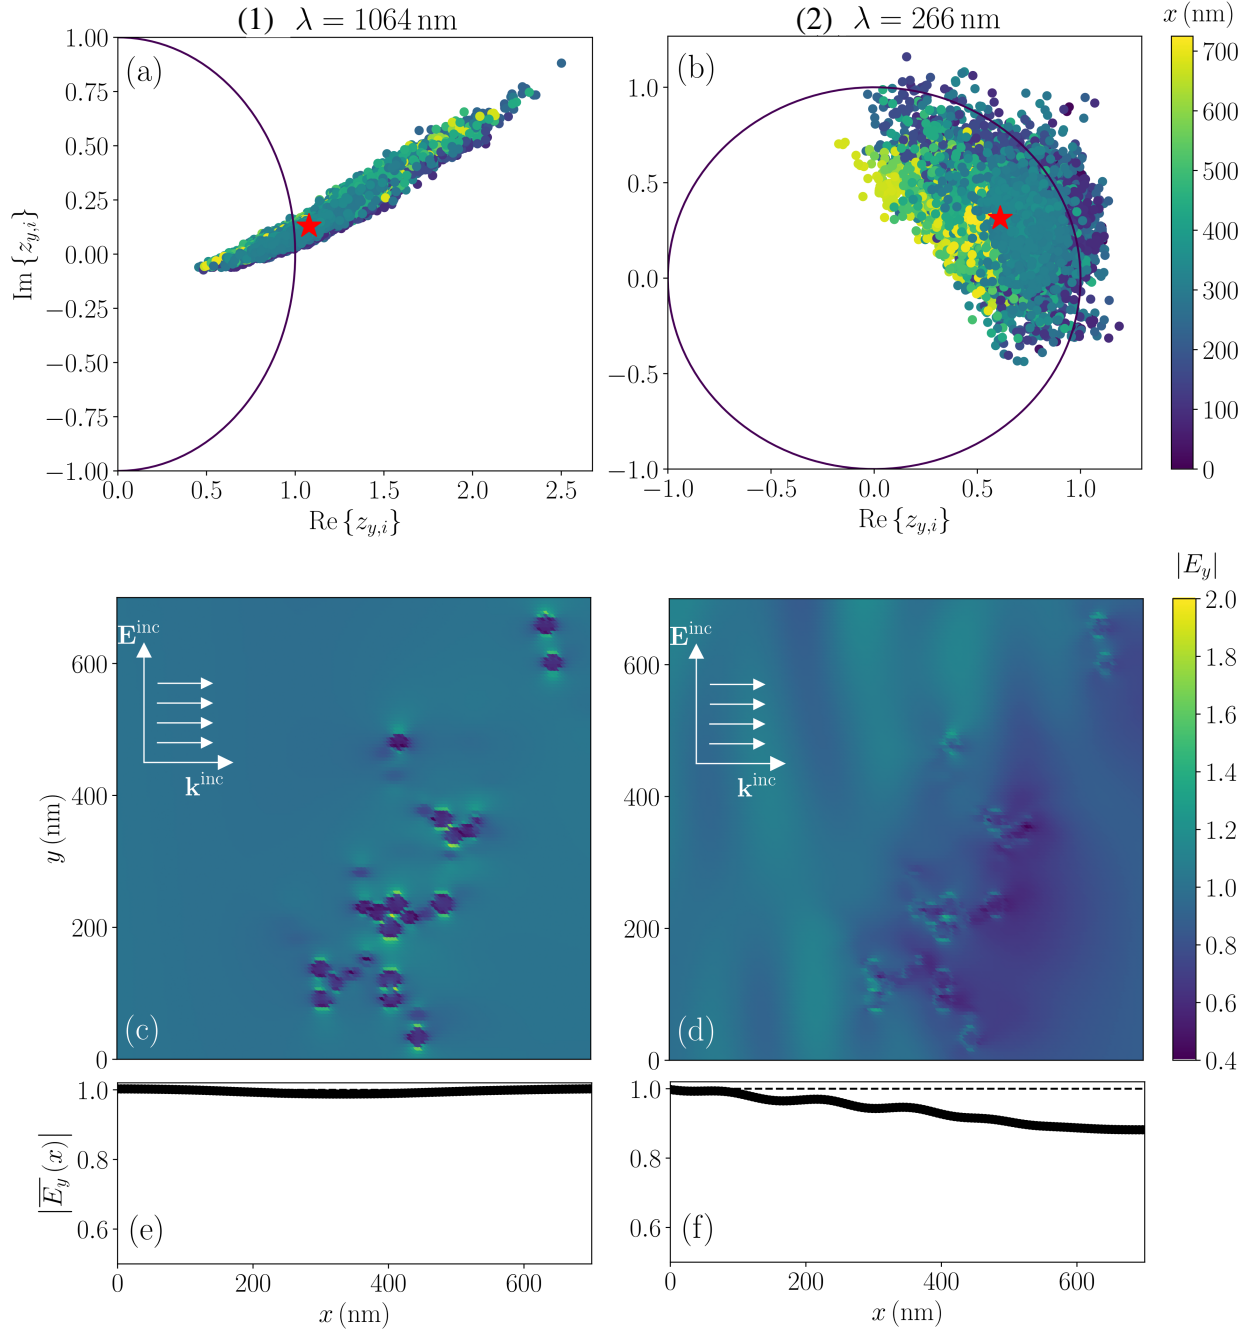 (1) λ = 1064 nm
(2) λ = 266 nm
x (nm)
(a)
1.00
0.75
0.50
0.25
0.00
−0.25
−0.50
−0.75
−1.00
Im {z_{y,i}}
0.0 0.5 1.0 1.5 2.0 2.5
Re {z_{y,i}}
(b)
1.0
0.5
0.0
−0.5
−1.0
−1.0 −0.5 0.0 0.5 1.0
Re {z_{y,i}}
700
600
500
400
300
200
100
0
|E_y|
E^{inc}
k^{inc}
(c)
600
400
200
0
y (nm)
E^{inc}
k^{inc}
(d)
600
400
200
0
2.0
1.8
1.6
1.4
1.2
1.0
0.8
0.6
0.4
1.0
0.8
0.6
|\overline{E}_y(x)|
(e)
0 200 400 600
x (nm)
1.0
0.8
0.6
(f)
0 200 400 600
x (nm)